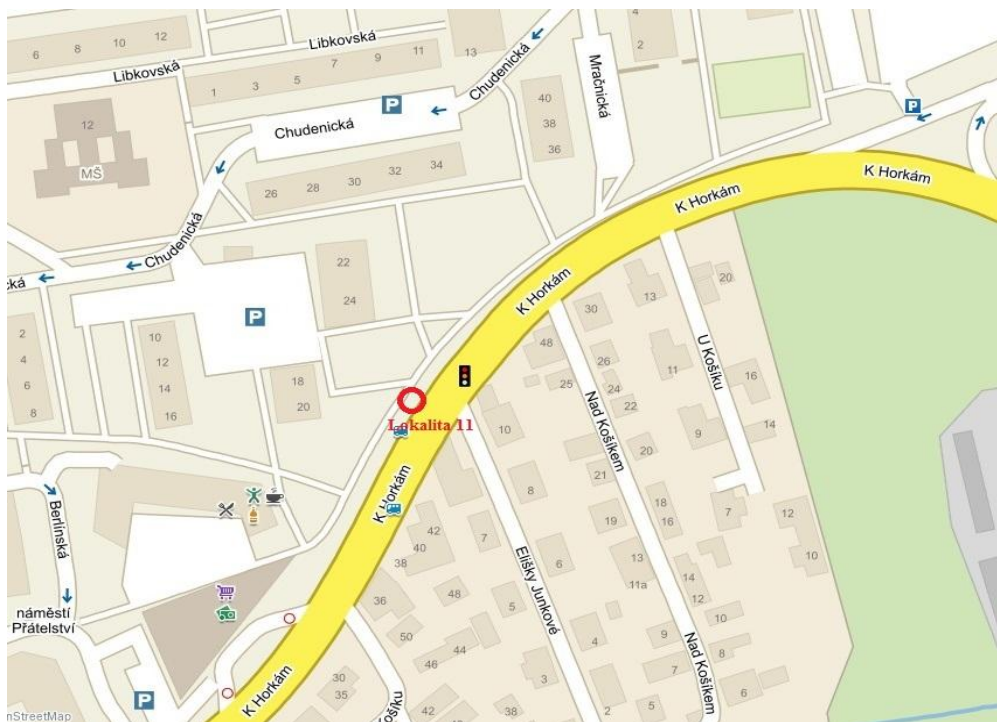 6
8
10
12
Libkovská
Libkovská
1
3
5
7
9
11
13
Chudenická
4
2
Mračnická
40
38
36
P
P
Chudenická
12
MŠ
26
28
30
32
34
K Horkám
K Horkám
Chudenická
cká
22
24
P
K Horkám
20
13
30
U Košíku
11
48
26
24
22
25
2
4
6
8
10
12
14
16
18
20
16
14
9
Lokalita 11
10
Nad Košíkem
20
21
8
K Horkám
Berlínská
42
40
38
7
19
18
16
7
12
10
6
13
11a
14
12
Elišky Junkové
36
48
5
10
náměstí
Přátelství
50
46
44
4
9
8
7
Nad Košíkem
6
K Horkám
30
35
Košíku
3
P
42
38
2
5
nStreetMap